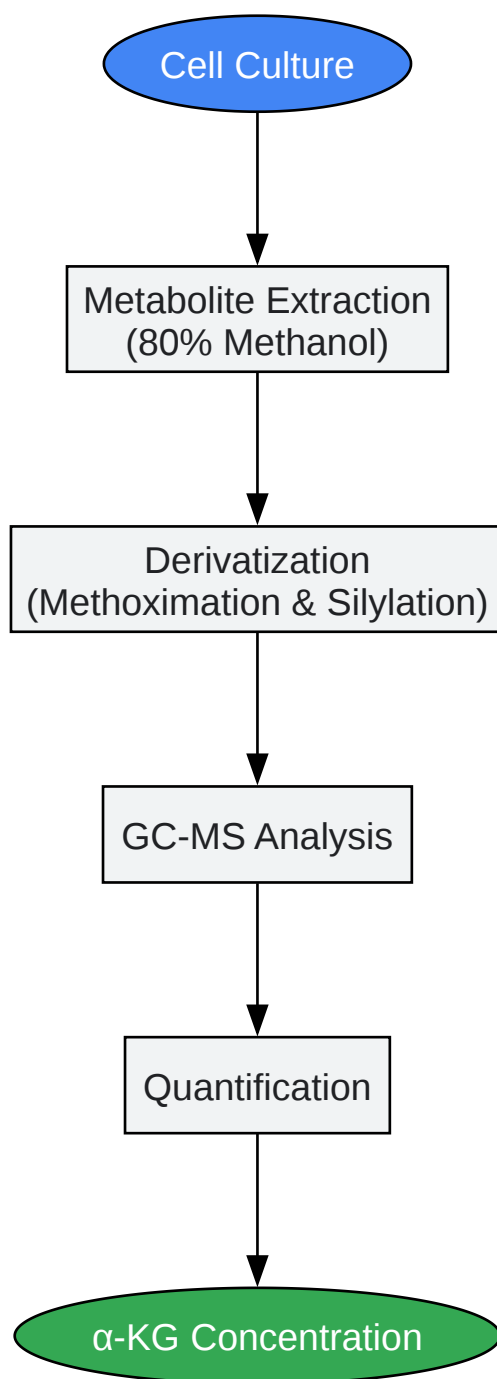 Cell Culture
Metabolite Extraction
(80% Methanol)
Derivatization
(Methoximation & Silylation)
GC-MS Analysis
Quantification
α-KG Concentration